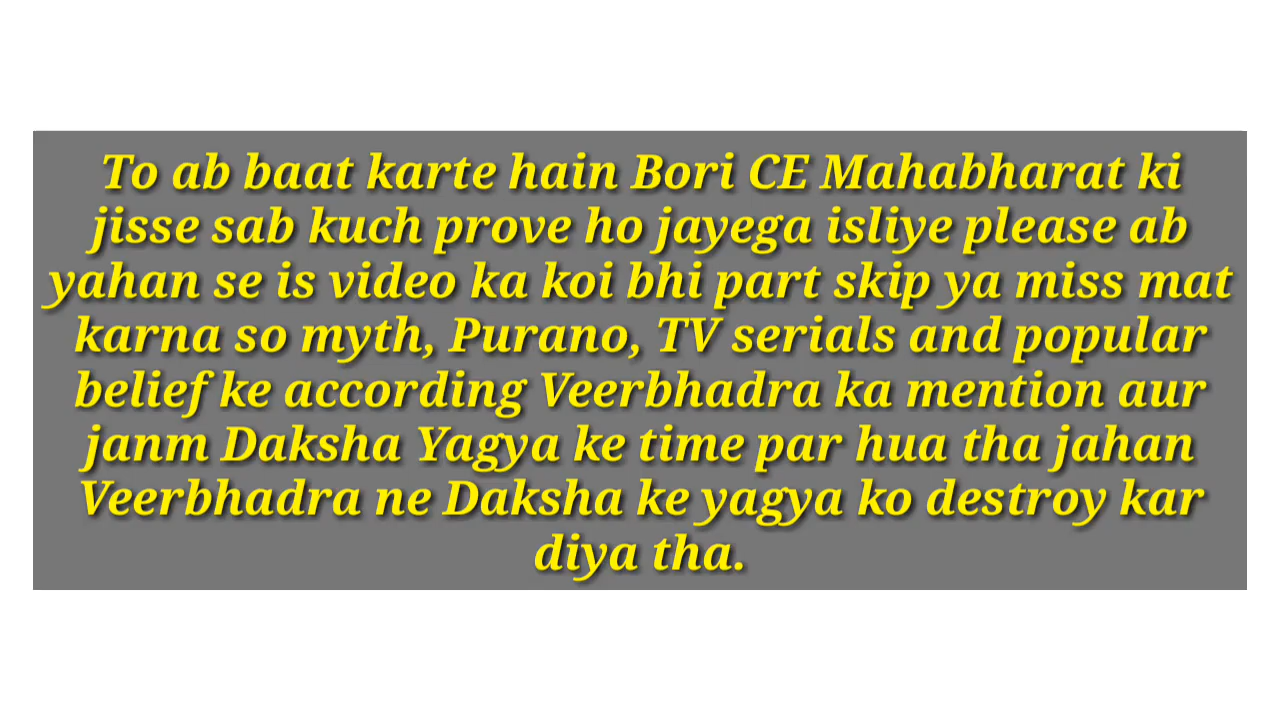 To ab baat karte hain Bori CE Mahabharat ki
jisse sab kuch prove ho jayega isliye please ab
yahan se is video ka koi bhi part skip ya miss mat
karna so myth, Purano, TV serials and popular
belief ke according Veerbhadra ka mention aur
janm Daksha Yagya ke time par hua tha jahan
Veerbhadra ne Daksha ke yagya ko destroy kar
diya tha.